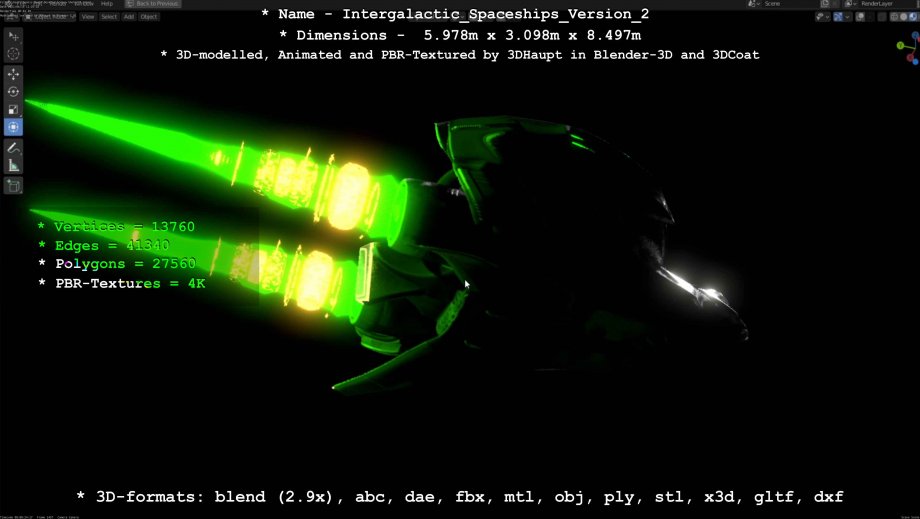 Back to Previous
Scene
RenderLayer
Object Mode
View
Select
Add
Object
* Name - Intergalactic_Spaceships_Version_2
* Dimensions - 5.978m x 3.098m x 8.497m
* 3D-modelled, Animated and PBR-Textured by 3DHaupt in Blender-3D and 3DCoat
* Vertices = 13760
* Edges = 41340
* Polygons = 27560
* PBR-Textures = 4K
* 3D-formats: blend (2.9x), abc, dae, fbx, mtl, obj, ply, stl, x3d, gltf, dxf